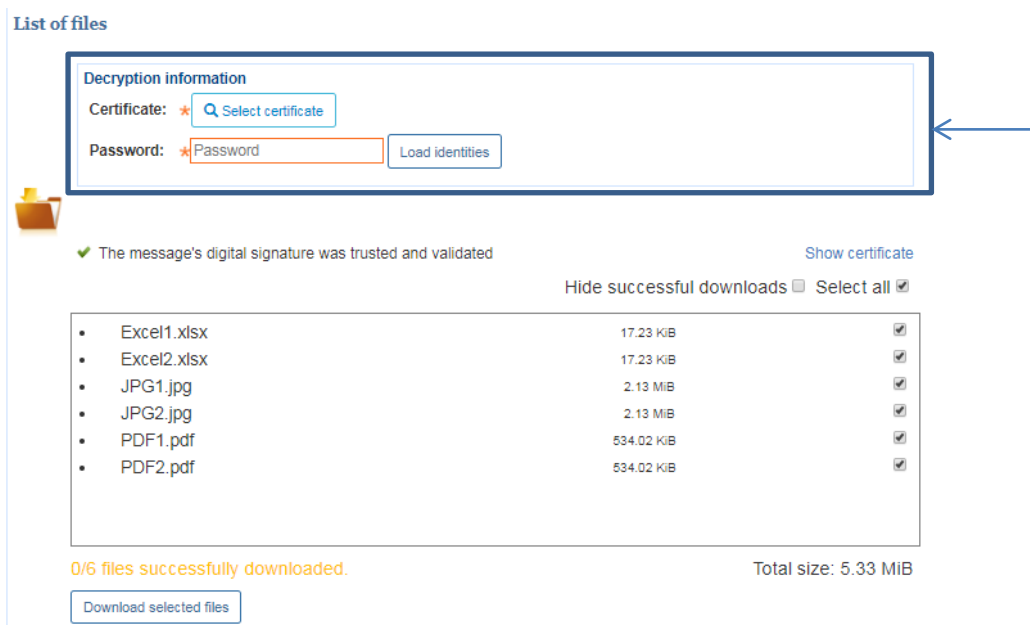 List of files
Decryption information
Certificate: * Select certificate
Password: * Password Load identities
The message's digital signature was trusted and validated Show certificate
Hide successful downloads Select all
• Excel1.xlsx 17.23 KiB
• Excel2.xlsx 17.23 KiB
• JPG1.jpg 2.13 MiB
• JPG2.jpg 2.13 MiB
• PDF1.pdf 534.02 KiB
• PDF2.pdf 534.02 KiB
0/6 files successfully downloaded. Total size: 5.33 MiB
Download selected files